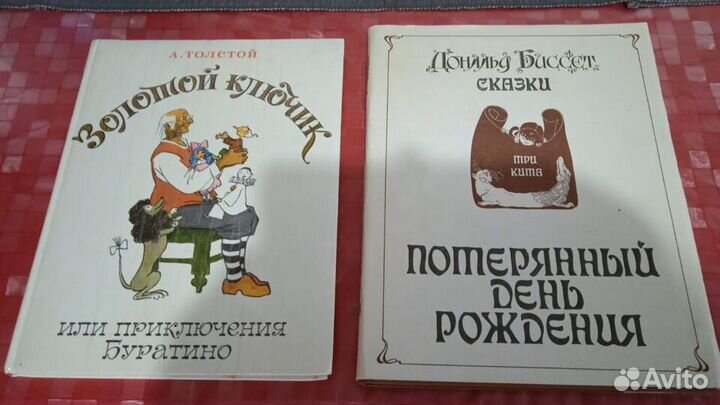 А. ТОЛСТОЙ
ЗОЛОТОЙ КЛЮЧИК
ИЛИ ПРИКЛЮЧЕНИЯ
БУРАТИНО
Дональд Биссет
СКАЗКИ
ТРИ
КИТА
ПОТЕРЯННЫЙ
ДЕНЬ
РОЖДЕНИЯ
Avito